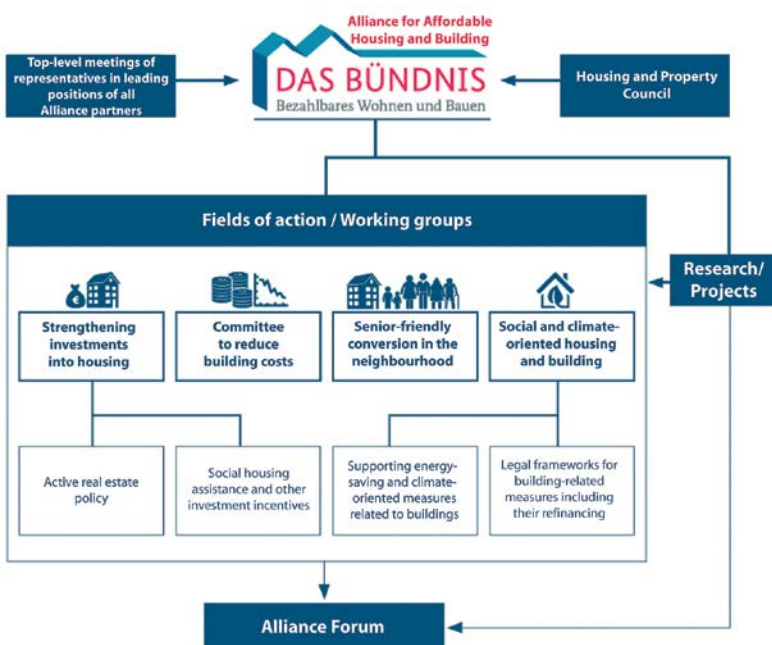 Alliance for Affordable
Housing and Building
DAS BÜNDNIS
Bezahlbares Wohnen und Bauen
Top-level meetings of
representatives in leading
positions of all
Alliance partners
Housing and Property
Council
Fields of action / Working groups
Research/
Projects
Strengthening
investments
into housing
Committee
to reduce
building costs
Senior-friendly
conversion in the
neighbourhood
Social and climate-
oriented housing
and building
Active real estate
policy
Social housing
assistance and other
investment incentives
Supporting energy-
saving and climate-
oriented measures
related to buildings
Legal frameworks for
building-related
measures including
their refinancing
Alliance Forum